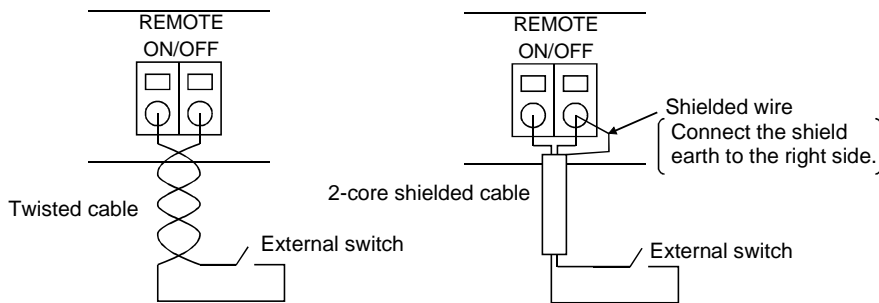 REMOTE
ON/OFF
Twisted cable
External switch
REMOTE
ON/OFF
Shielded wire
Connect the shield
earth to the right side.
2-core shielded cable
External switch